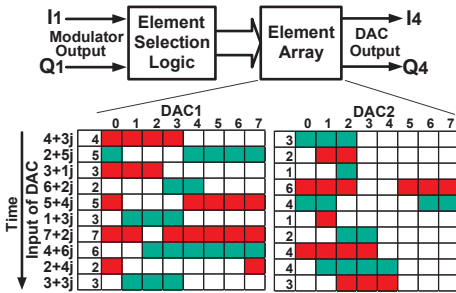 I1
Modulator
Output
Q1
Element
Selection
Logic
Element
Array
I4
DAC
Output
Q4
DAC1
DAC2
0 1 2 3 4 5 6 7
0 1 2 3 4 5 6 7
Time
Input of DAC
4+3j 4 3
2+5j 5 2
3+1j 3 1
6+2j 2 6
5+4j 5 4
1+3j 3 1
7+2j 7 2
4+6j 6 4
2+4j 2 4
3+3j 3 3